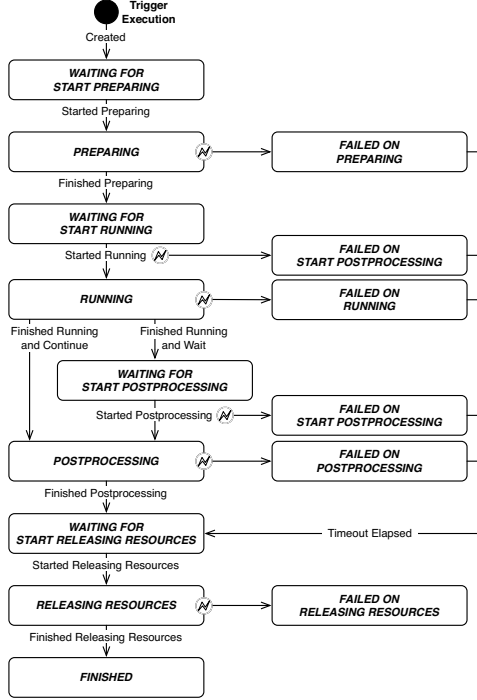 Trigger
Execution
Created
WAITING FOR
START PREPARING
Started Preparing
PREPARING
FAILED ON
PREPARING
Finished Preparing
WAITING FOR
START RUNNING
Started Running
FAILED ON
START POSTPROCESSING
RUNNING
FAILED ON
RUNNING
Finished Running
and Continue
Finished Running
and Wait
WAITING FOR
START POSTPROCESSING
Started Postprocessing
FAILED ON
START POSTPROCESSING
POSTPROCESSING
FAILED ON
POSTPROCESSING
Finished Postprocessing
WAITING FOR
START RELEASING RESOURCES
Timeout Elapsed
Started Releasing Resources
RELEASING RESOURCES
FAILED ON
RELEASING RESOURCES
Finished Releasing Resources
FINISHED